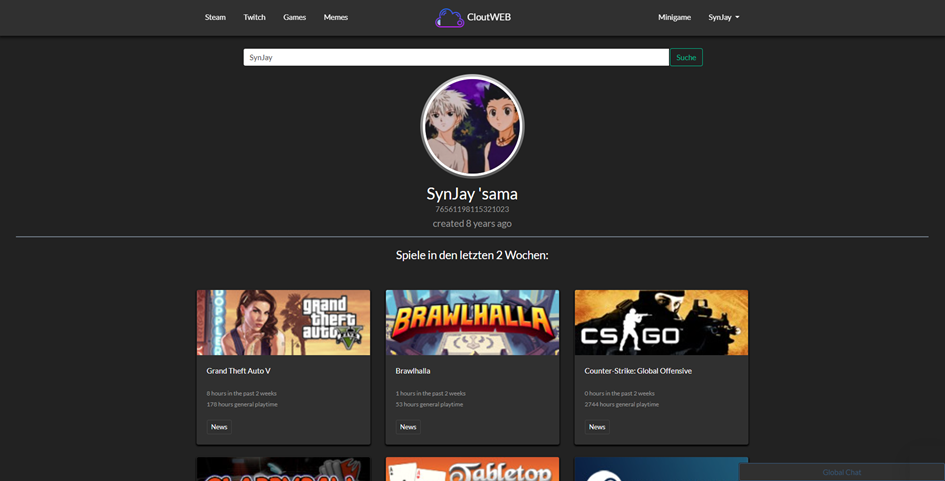 Steam Twitch Games Memes CloutWEB Minigame SynJay
SynJay Suche
SynJay 'sama
76561198115321023
created 8 years ago
Spiele in den letzten 2 Wochen:
grand theft auto V BRAWLHALLA CS GO
Grand Theft Auto V Brawlhalla Counter-Strike: Global Offensive
8 hours in the past 2 weeks 1 hours in the past 2 weeks 0 hours in the past 2 weeks
178 hours general playtime 53 hours general playtime 2744 hours general playtime
News News News
Tabletop
Global Chat